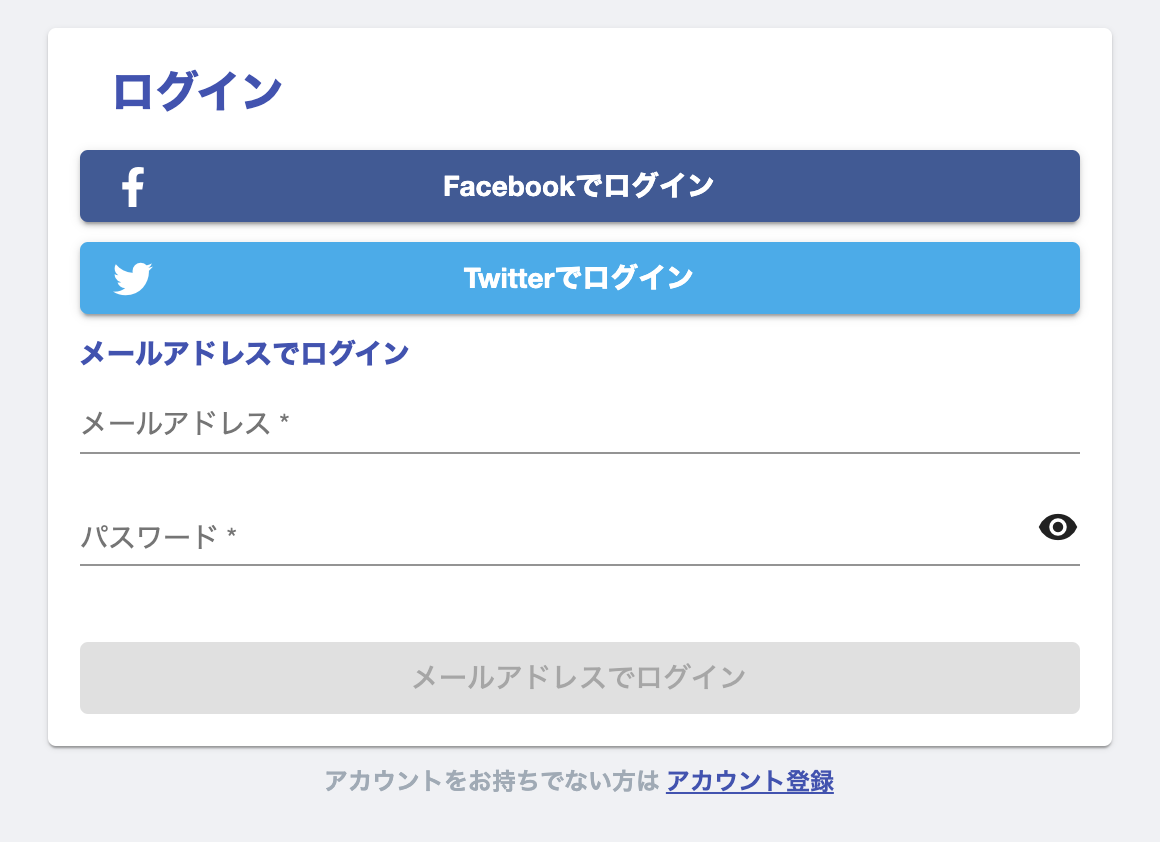 ログイン
Facebookでログイン
Twitterでログイン
メールアドレスでログイン
メールアドレス *
パスワード *
メールアドレスでログイン
アカウントをお持ちでない方は アカウント登録